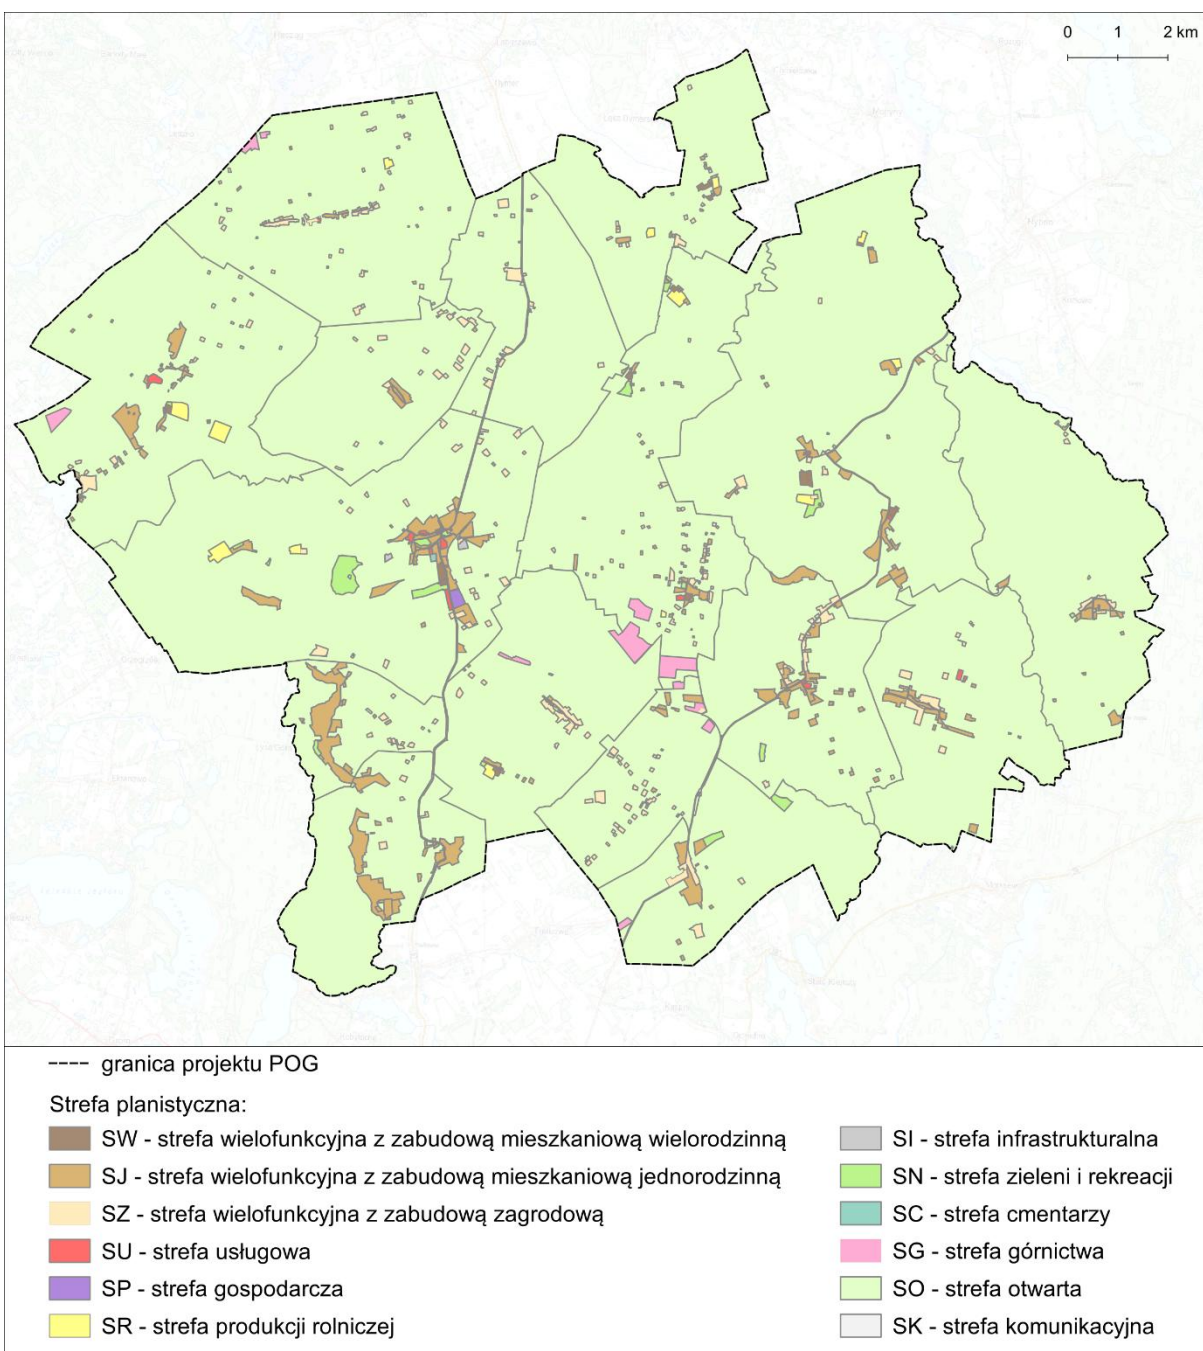 0 1 2 km
granica projektu POG
Strefa planistyczna:
SW - strefa wielofunkcyjna z zabudową mieszkaniową wielorodzinną
SJ - strefa wielofunkcyjna z zabudową mieszkaniową jednorodzinną
SZ - strefa wielofunkcyjna z zabudową zagrodową
SU - strefa usługowa
SP - strefa gospodarcza
SR - strefa produkcji rolniczej
SI - strefa infrastrukturalna
SN - strefa zieleni i rekreacji
SC - strefa cmentarzy
SG - strefa górnictwa
SO - strefa otwarta
SK - strefa komunikacyjna